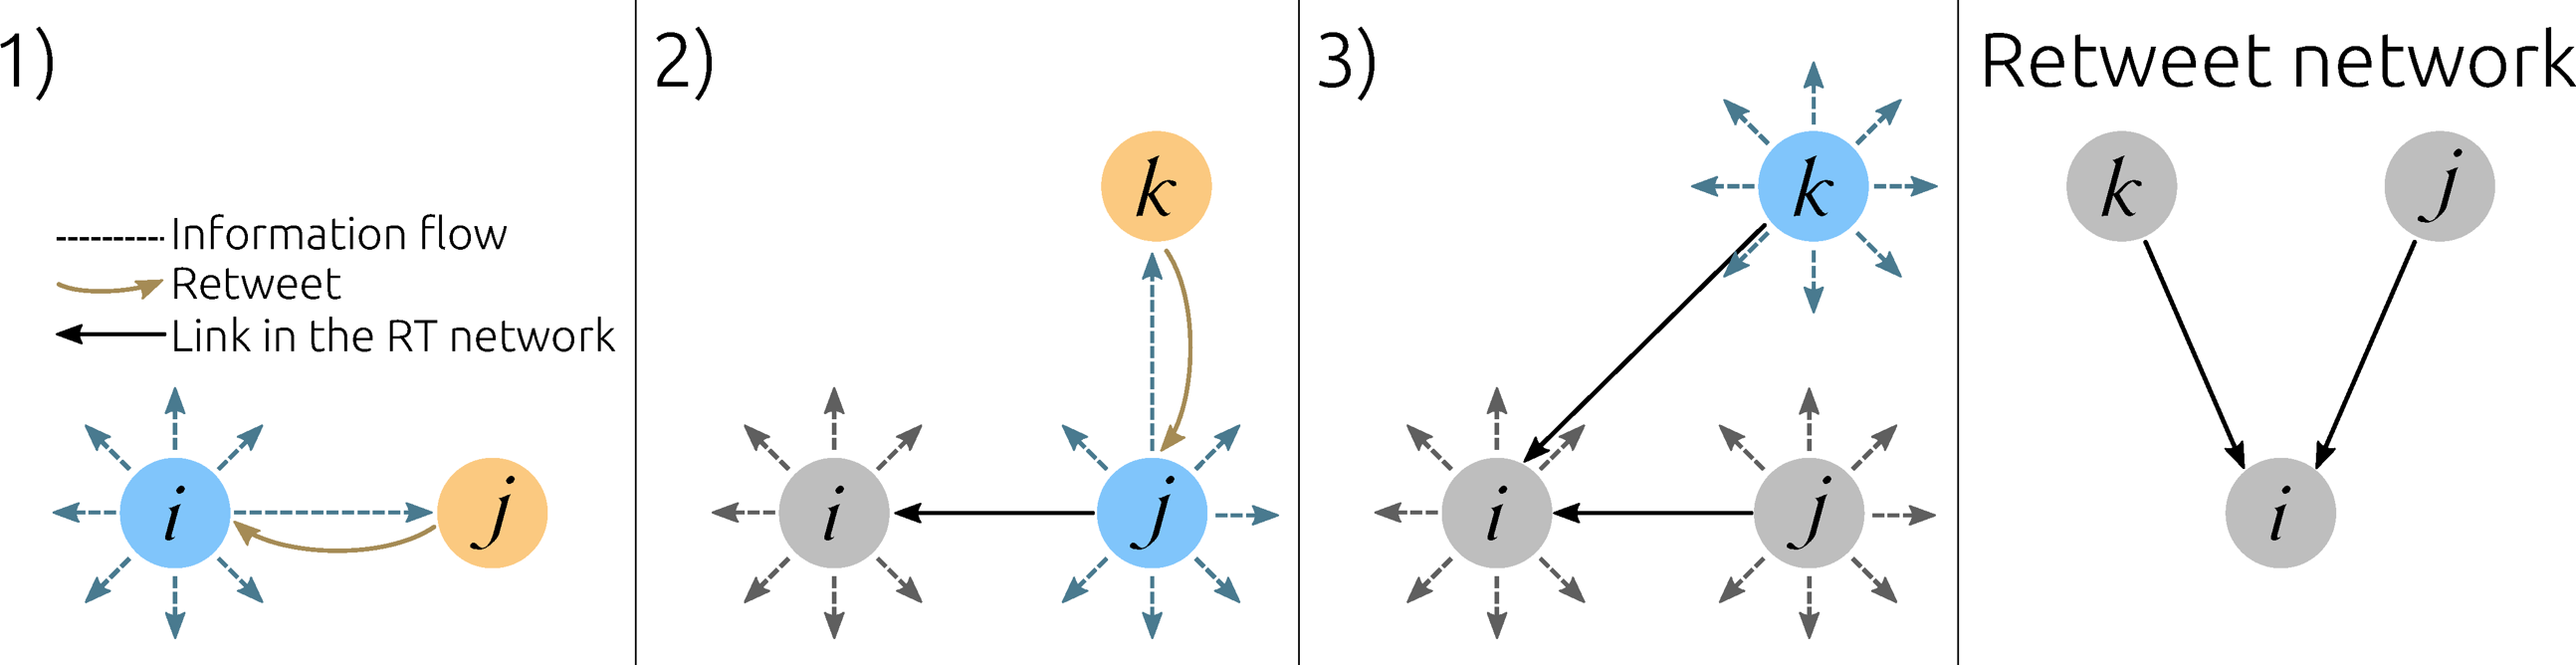 1)
Information flow
Retweet
Link in the RT network
i
j
2)
k
i
j
3)
k
i
j
Retweet network
k
j
i